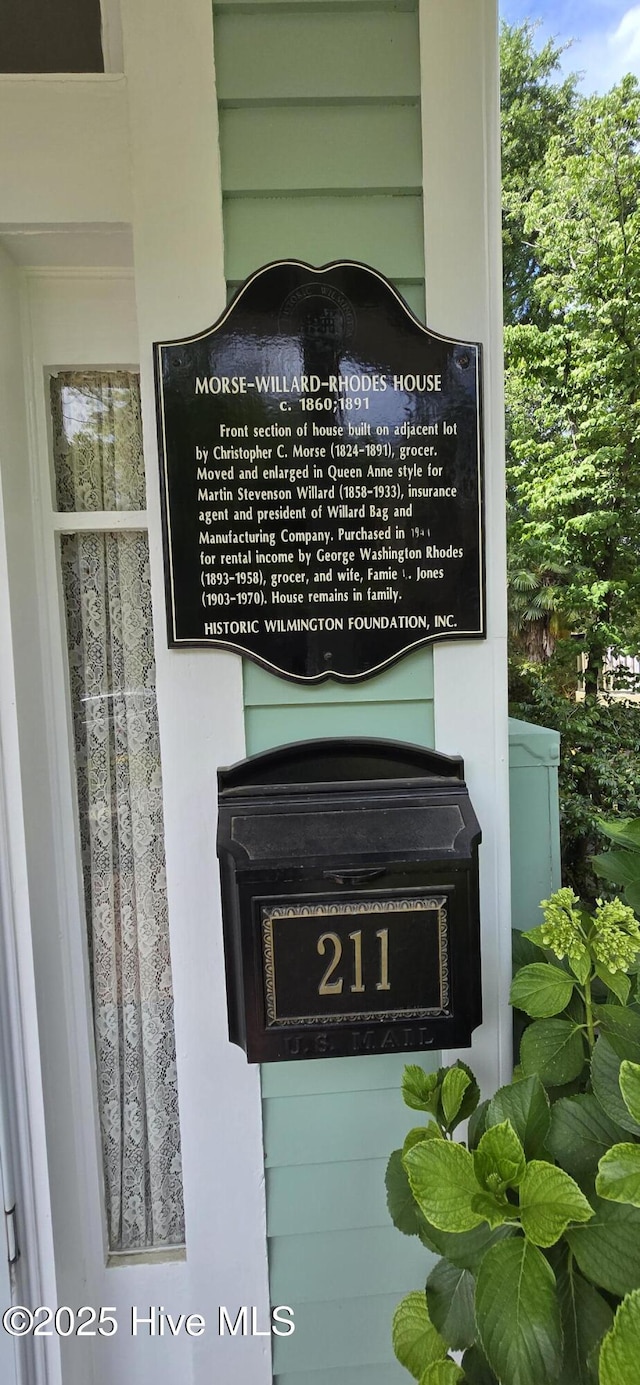 HISTORIC WILMINGTON
MORSE-WILLARD-RHODES HOUSE
c. 1860;1891
Front section of house built on adjacent lot
by Christopher C. Morse (1824-1891), grocer.
Moved and enlarged in Queen Anne style for
Martin Stevenson Willard (1858-1933), insurance
agent and president of Willard Bag and
Manufacturing Company. Purchased in
for rental income by George Washington Rhodes
(1893-1958), grocer, and wife, Famie . Jones
(1903-1970). House remains in family.
HISTORIC WILMINGTON FOUNDATION, INC.
211
U.S. MAIL
©2025 Hive MLS